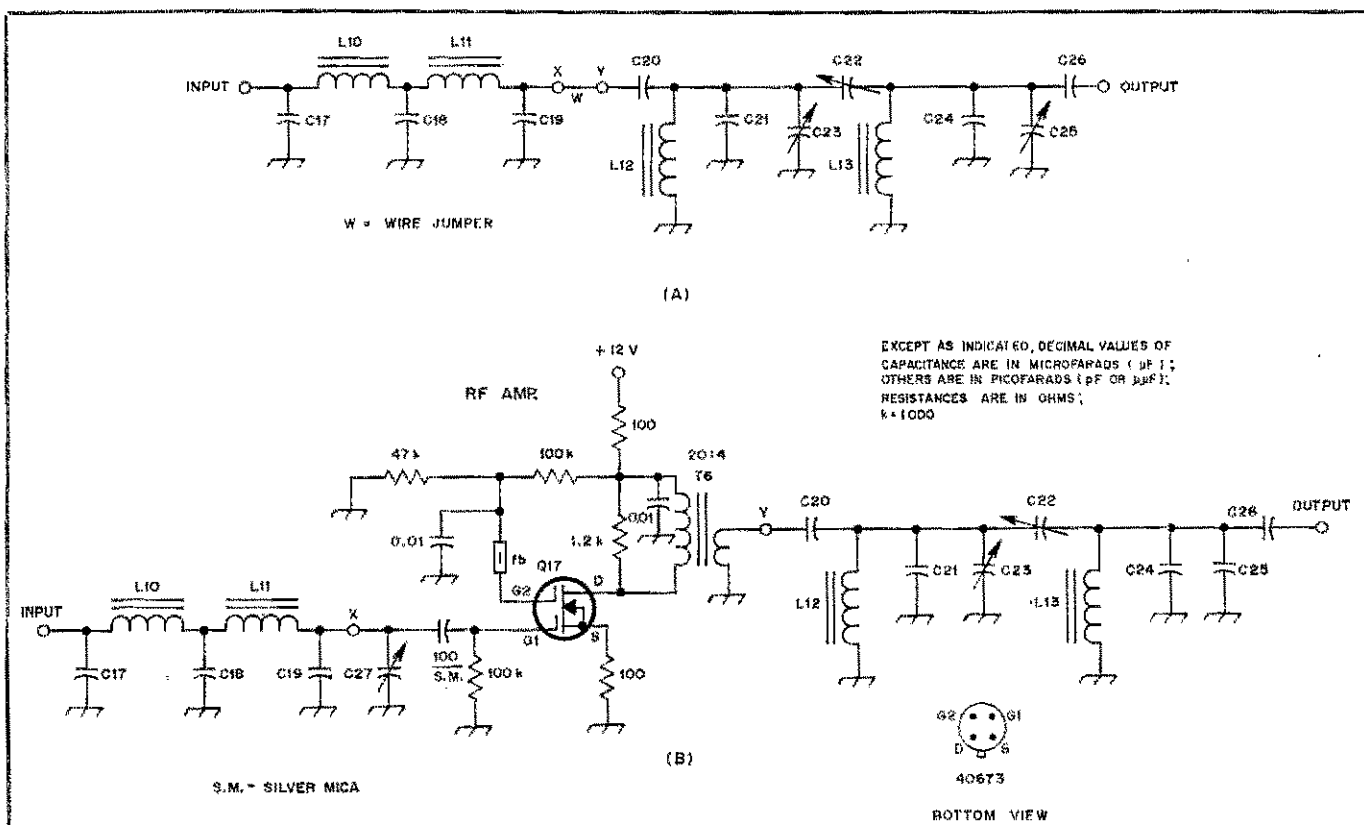 L10
L11
X
Y
C20
C22
C26
INPUT
W
OUTPUT
C17
C18
C19
C21
C23
C24
C25
L12
L13
W = WIRE JUMPER
(A)
+12 V
EXCEPT AS INDICATED, DECIMAL VALUES OF
CAPACITANCE ARE IN MICROFARADS (µF);
OTHERS ARE IN PICOFARADS (pF OR µµF);
RESISTANCES ARE IN OHMS;
k=1000
RF AMP.
100
47k
100k
20:4
T6
0.01
0.01
1.2k
fb
Q17
D
G2
G1
S
Y
C20
C22
C26
OUTPUT
L12
C21
C23
L13
C24
C25
INPUT
L10
L11
X
C17
C18
C19
C27
100
S.M.
100k
100
G2
G1
D
S
40673
(B)
S.M. = SILVER MICA
BOTTOM VIEW